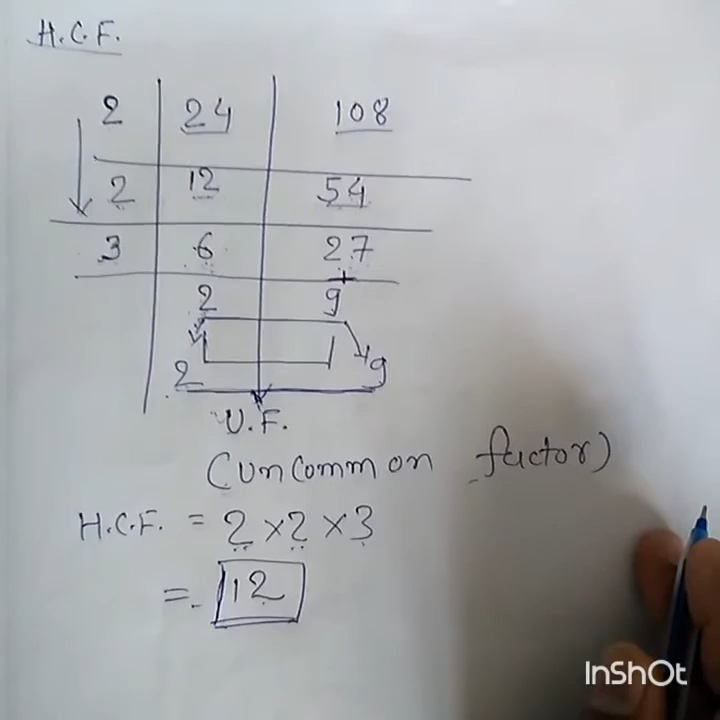 H.C.F.
2 24 108
2 12 54
3 6 27
2 9
2 9
U.F.
(Uncommon factor)
H.C.F. = 2 × 2 × 3
= 12
InShOt